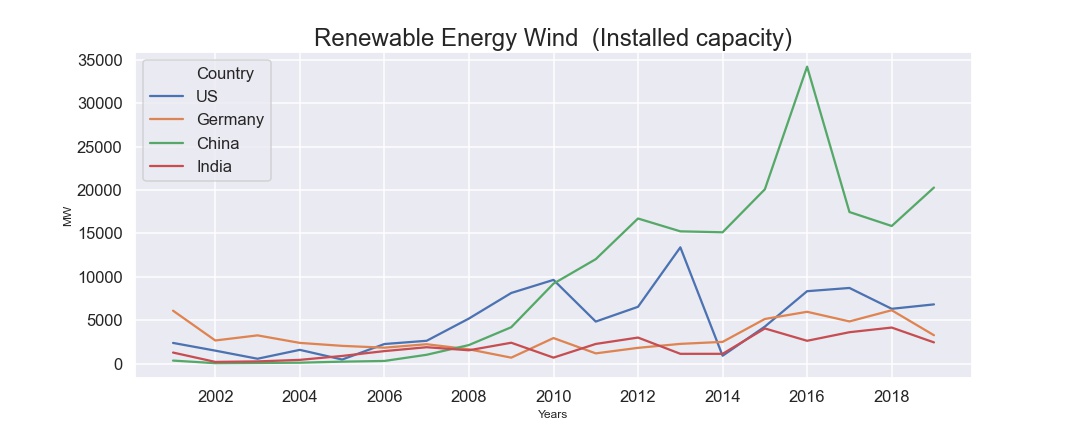 Renewable Energy Wind  (Installed capacity)
35000
30000
25000
20000
15000
10000
5000
0
MW
Country
US
Germany
China
India
2002 2004 2006 2008 2010 2012 2014 2016 2018
Years